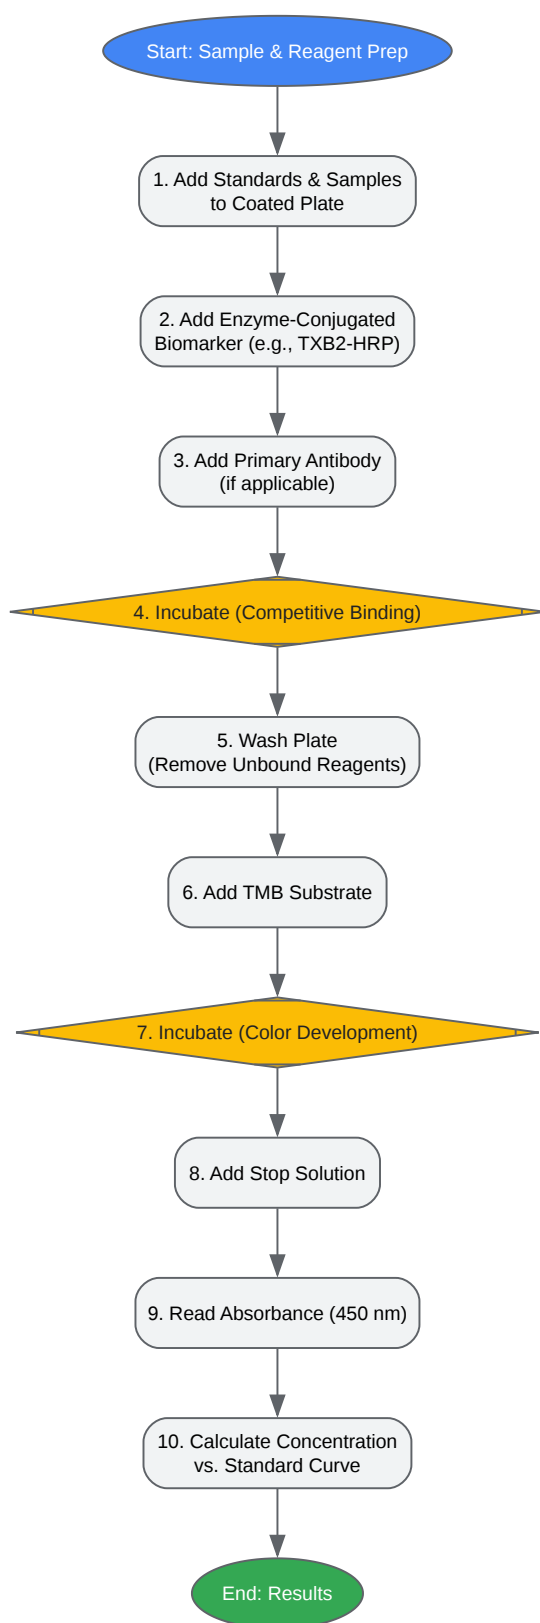 Start: Sample & Reagent Prep
1. Add Standards & Samples
to Coated Plate
2. Add Enzyme-Conjugated
Biomarker (e.g., TXB2-HRP)
3. Add Primary Antibody
(if applicable)
4. Incubate (Competitive Binding)
5. Wash Plate
(Remove Unbound Reagents)
6. Add TMB Substrate
7. Incubate (Color Development)
8. Add Stop Solution
9. Read Absorbance (450 nm)
10. Calculate Concentration
vs. Standard Curve
End: Results